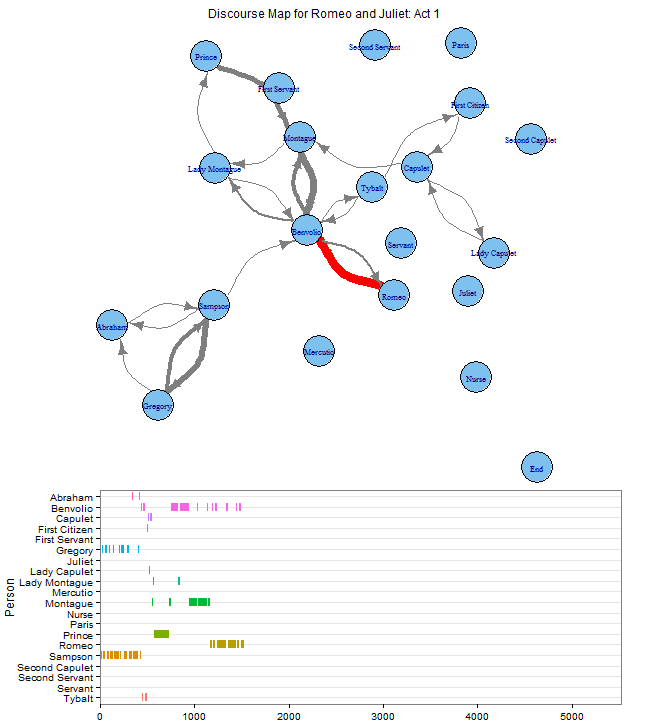 Discourse Map for Romeo and Juliet: Act 1
Second Servant
Paris
Prince
First Servant
First Citizen
Montague
Second Capulet
Lady Montague
Capulet
Tybalt
Benvolio
Servant
Lady Capulet
Romeo
Juliet
Sampson
Abraham
Mercutio
Nurse
Gregory
End
Person
Abraham
Benvolio
Capulet
First Citizen
First Servant
Gregory
Juliet
Lady Capulet
Lady Montague
Mercutio
Montague
Nurse
Paris
Prince
Romeo
Sampson
Second Capulet
Second Servant
Servant
Tybalt
0 1000 2000 3000 4000 5000